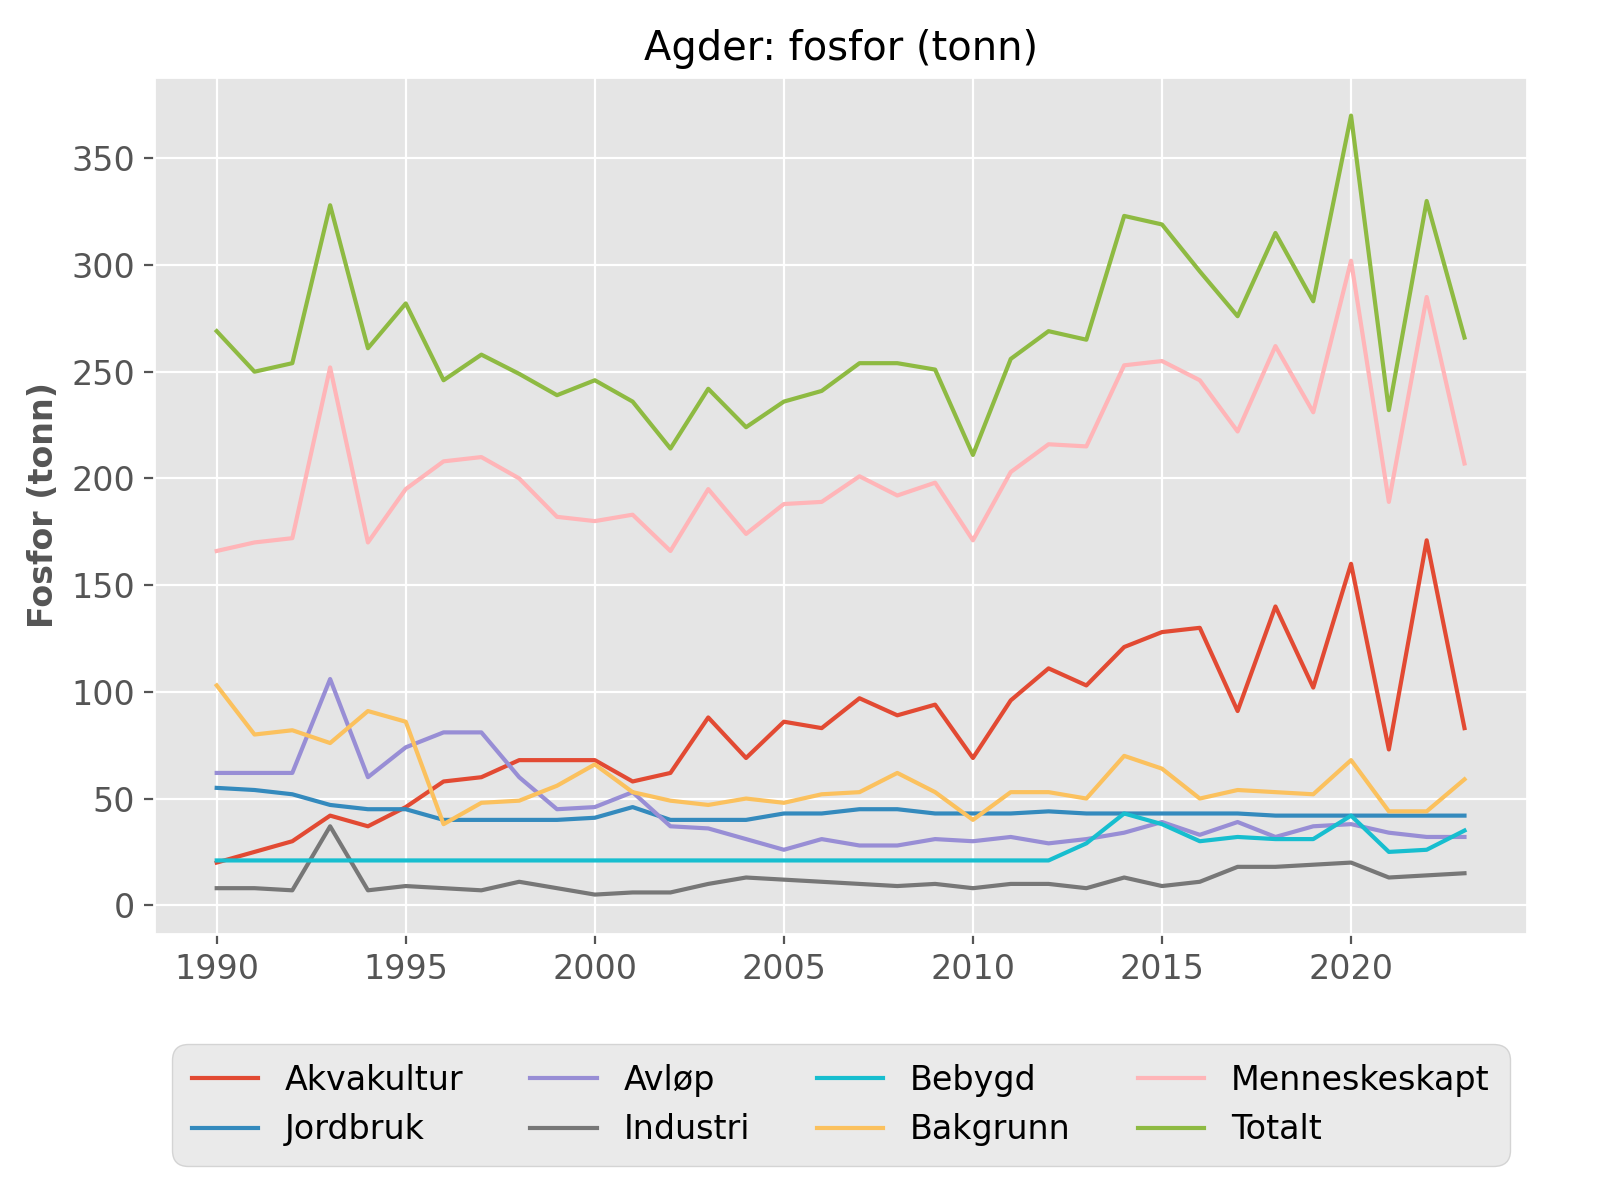 Agder: fosfor (tonn)
Fosfor (tonn)
350
300
250
200
150
100
50
0
1990 1995 2000 2005 2010 2015 2020
Akvakultur Avløp Bebygd Menneskeskapt
Jordbruk Industri Bakgrunn Totalt